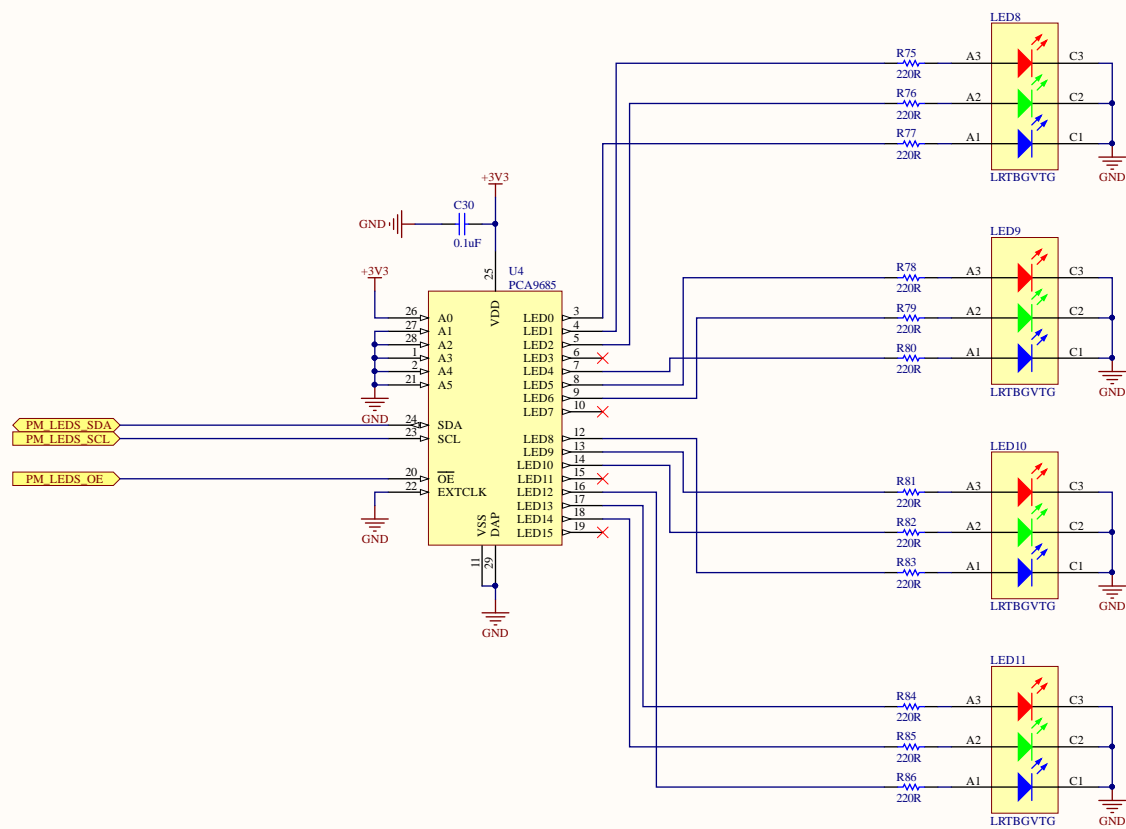 LED8
R75
220R
A3
C3
R76
220R
A2
C2
R77
220R
A1
C1
LRTBGVTG
GND
+3V3
C30
0.1uF
GND
+3V3
25
VDD
U4
PCA9685
26 A0
27 A1
28 A2
1 A3
2 A4
21 A5
GND
PM_LEDS_SDA
24 SDA
PM_LEDS_SCL
23 SCL
PM_LEDS_OE
20 OE
22 EXTCLK
GND
VSS
DAP
11
29
GND
LED0 3
LED1 4
LED2 5
LED3 6
LED4 7
LED5 8
LED6 9
LED7 10
LED8 12
LED9 13
LED10 14
LED11 15
LED12 16
LED13 17
LED14 18
LED15 19
LED9
R78
220R
A3
C3
R79
220R
A2
C2
R80
220R
A1
C1
LRTBGVTG
GND
LED10
R81
220R
A3
C3
R82
220R
A2
C2
R83
220R
A1
C1
LRTBGVTG
GND
LED11
R84
220R
A3
C3
R85
220R
A2
C2
R86
220R
A1
C1
LRTBGVTG
GND